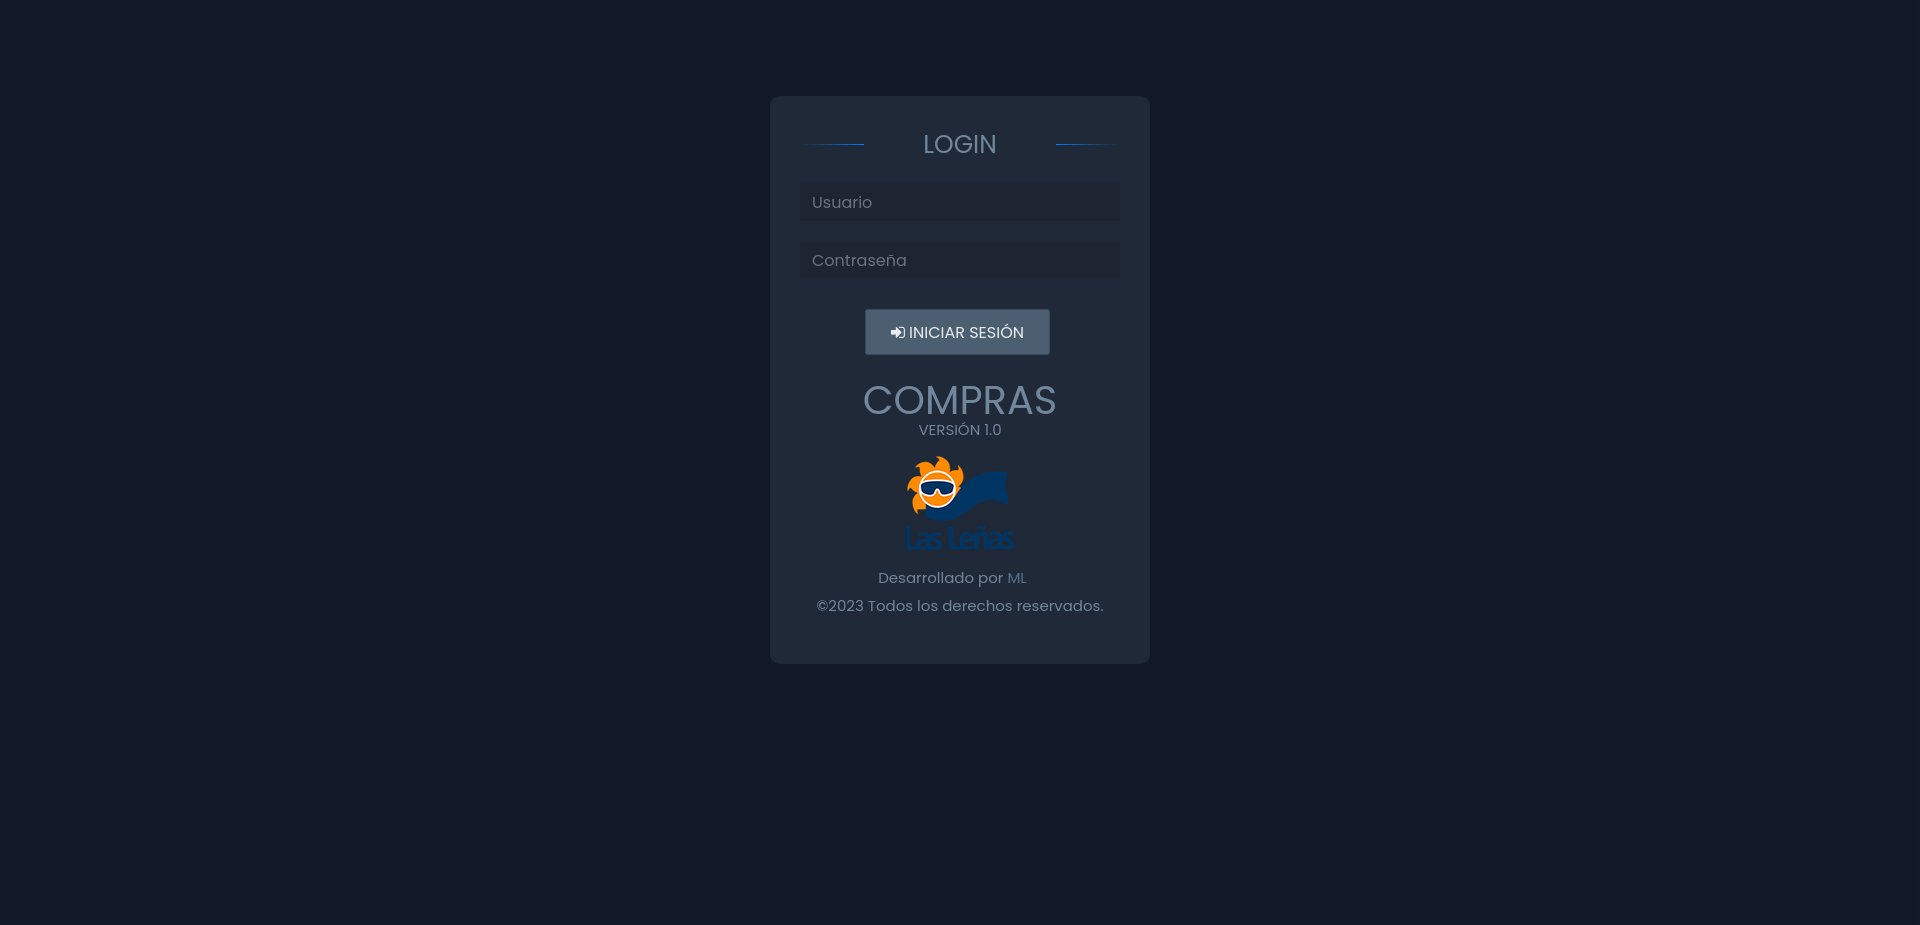 LOGIN
Usuario
Contraseña
INICIAR SESIÓN
COMPRAS
VERSIÓN 1.0
Las Leñas
Desarrollado por ML
©2023 Todos los derechos reservados.